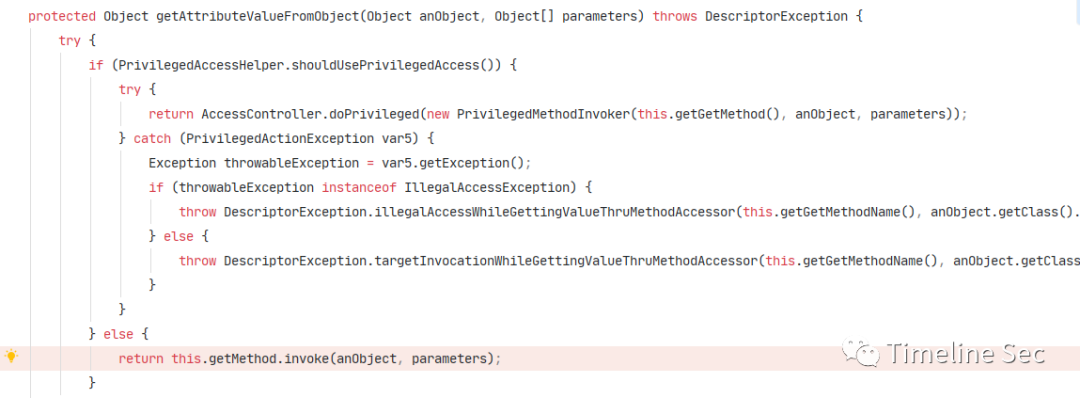 protected Object getAttributeValueFromObject(Object anObject, Object[] parameters) throws DescriptorException {
try {
if (PrivilegedAccessHelper.shouldUsePrivilegedAccess()) {
try {
return AccessController.doPrivileged(new PrivilegedMethodInvoker(this.getGetMethod(), anObject, parameters));
} catch (PrivilegedActionException var5) {
Exception throwableException = var5.getException();
if (throwableException instanceof IllegalAccessException) {
throw DescriptorException.illegalAccessWhileGettingValueThruMethodAccessor(this.getGetMethodName(), anObject.getClass().
} else {
throw DescriptorException.targetInvocationWhileGettingValueThruMethodAccessor(this.getGetMethodName(), anObject.getClass
}
}
} else {
return this.getMethod.invoke(anObject, parameters);
Timeline Sec
}